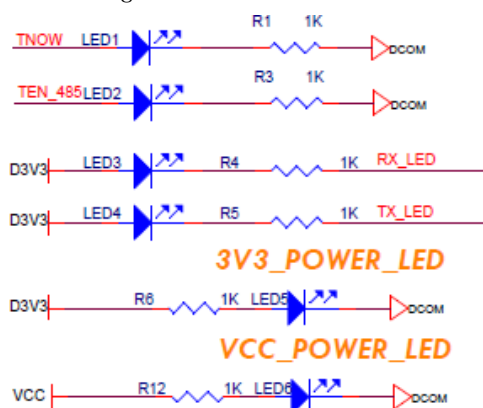 TNOW LED1 R1 1K DCOM
TEN_485 LED2 R3 1K DCOM
D3V3 LED3 R4 1K RX_LED
D3V3 LED4 R5 1K TX_LED
3V3_POWER_LED
D3V3 R6 1K LED5 DCOM
VCC_POWER_LED
VCC R12 1K LED6 DCOM